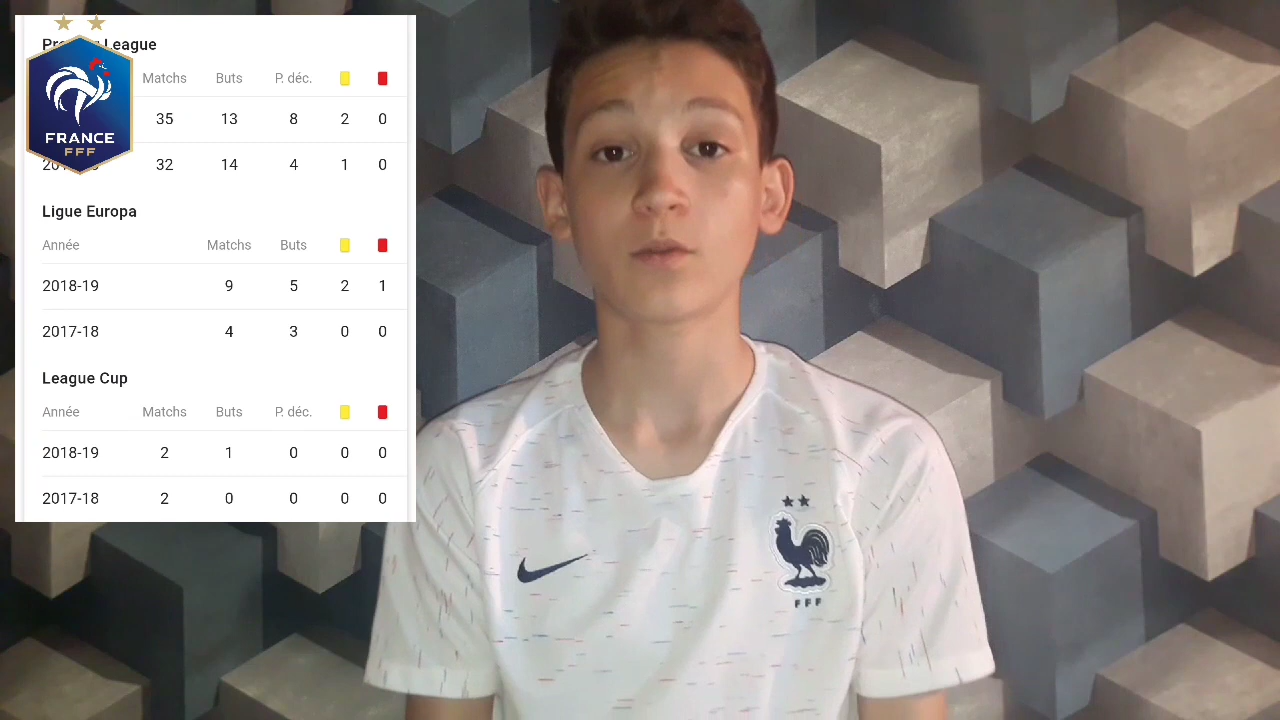 League
Matchs Buts P. déc.
35 13 8 2 0
32 14 4 1 0
Ligue Europa
Année Matchs Buts
2018-19 9 5 2 1
2017-18 4 3 0 0
League Cup
Année Matchs Buts P. déc.
2018-19 2 1 0 0 0
2017-18 2 0 0 0 0
FRANCE
FFF
FFF